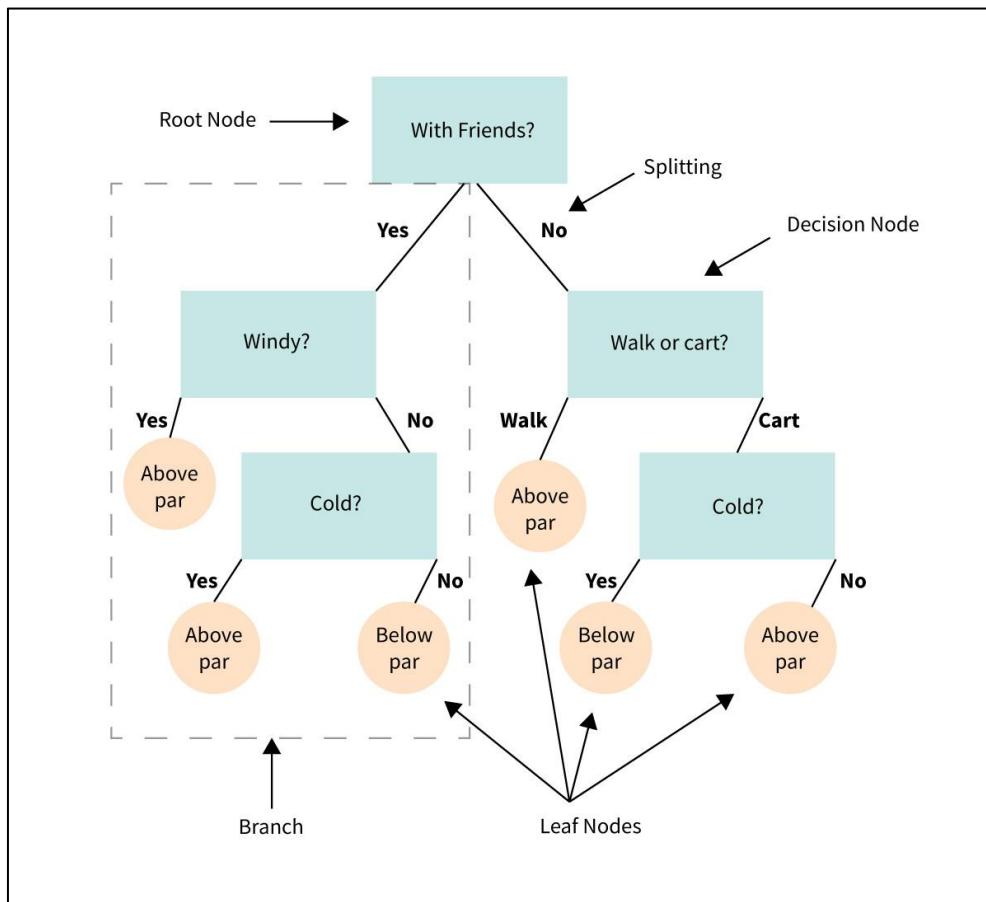 With Friends?
Root Node
Splitting
Yes
No
Decision Node
Windy?
Walk or cart?
Yes
No
Walk
Cart
Above
par
Cold?
Above
par
Cold?
Yes
No
Yes
No
Above
par
Below
par
Below
par
Above
par
Branch
Leaf Nodes